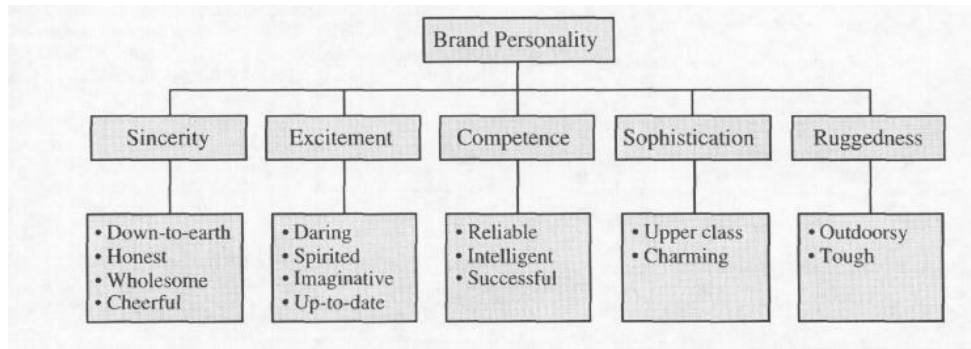 Brand Personality
Sincerity
Excitement
Competence
Sophistication
Ruggedness
• Down-to-earth
• Honest
• Wholesome
• Cheerful
• Daring
• Spirited
• Imaginative
• Up-to-date
• Reliable
• Intelligent
• Successful
• Upper class
• Charming
• Outdoorsy
• Tough